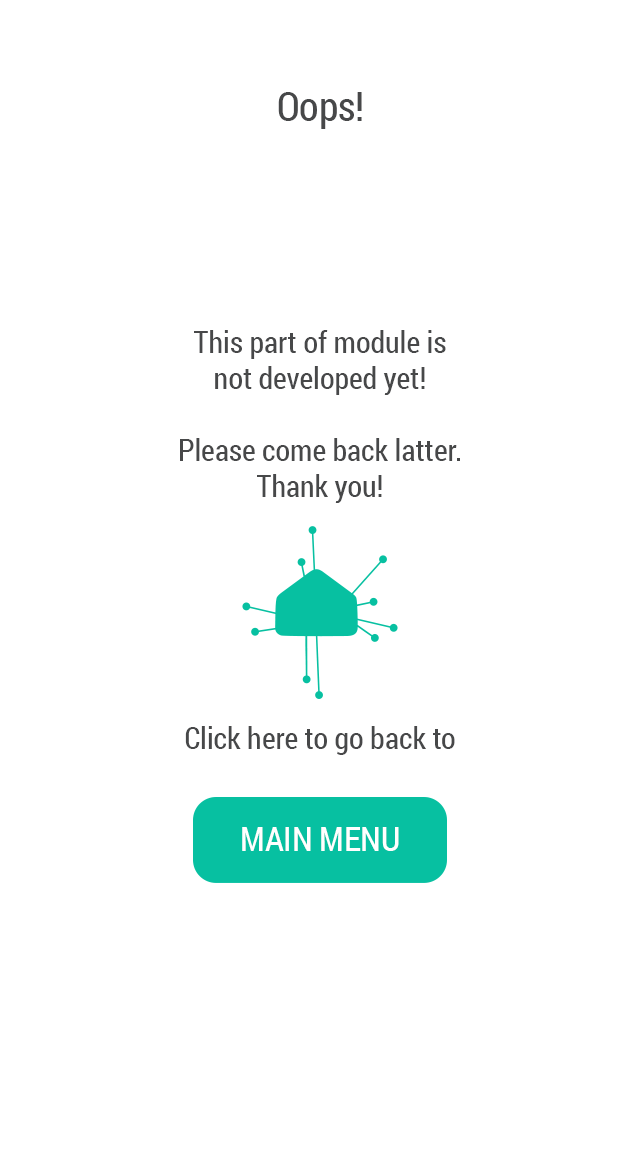 Oops!
This part of module is
not developed yet!
Please come back latter.
Thank you!
Click here to go back to
MAIN MENU